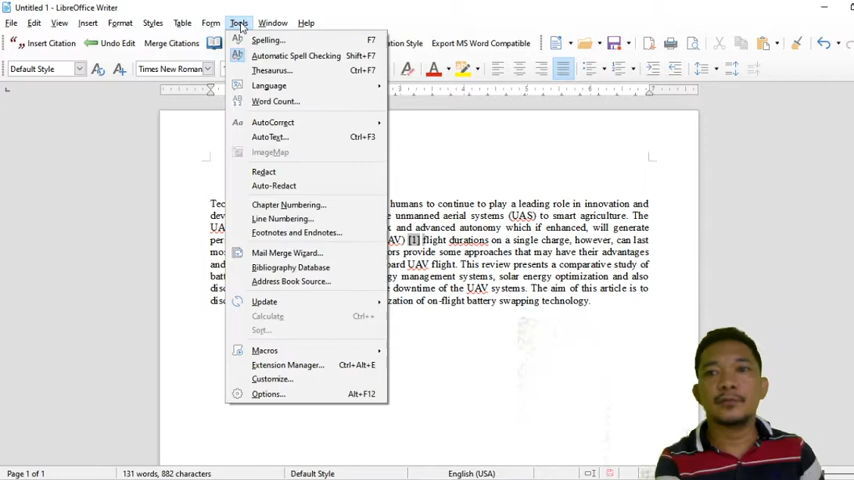 Untitled 1 - LibreOffice Writer
File Edit View Insert Format Styles Table Form Tools Window Help
Insert Citation Undo Edit Merge Citations ion Style Export MS Word Compatible
Default Style Times New Roman
Spelling... F7
Automatic Spell Checking Shift+F7
Thesaurus... Ctrl+F7
Language
Word Count...
AutoCorrect
AutoText... Ctrl+F3
ImageMap
Redact
Auto-Redact
Chapter Numbering...
Line Numbering...
Footnotes and Endnotes...
Mail Merge Wizard...
Bibliography Database
Address Book Source...
Update
Calculate Ctrl++
Sort...
Macros
Extension Manager... Ctrl+Alt+E
Customize...
Options... Alt+F12
Tec humans to continue to play a leading role in innovation and
dev e unmanned aerial systems (UAS) to smart agriculture. The
UA k and advanced autonomy which if enhanced, will generate
per AV) [1] flight durations on a single charge, however, can last
mos ors provide some approaches that may have their advantages
and oard UAV flight. This review presents a comparative study of
batt gy management systems, solar energy optimization and also
disc e downtime of the UAV systems. The aim of this article is to
disc zation of on-flight battery swapping technology.
Page 1 of 1 131 words, 882 characters Default Style English (USA)